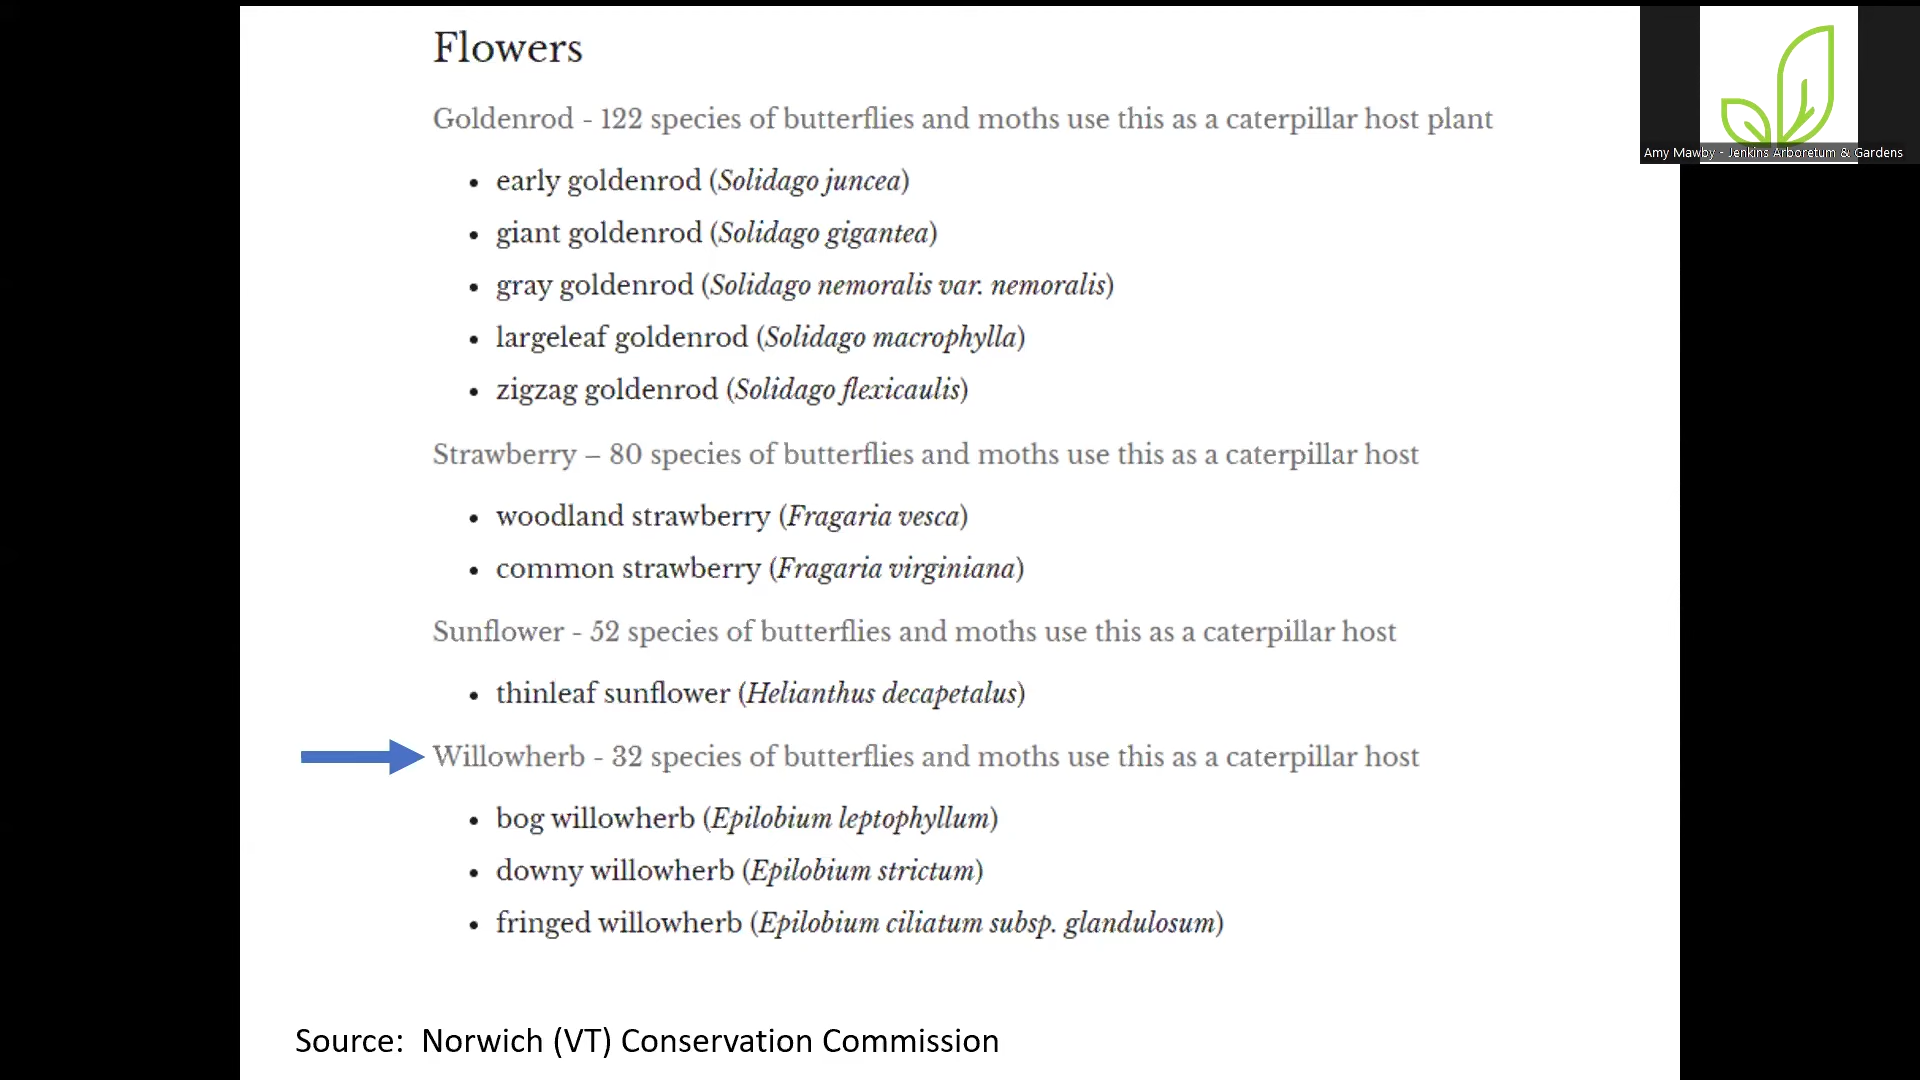 Flowers
Goldenrod - 122 species of butterflies and moths use this as a caterpillar host plant
• early goldenrod (Solidago juncea)
• giant goldenrod (Solidago gigantea)
• gray goldenrod (Solidago nemoralis var. nemoralis)
• largeleaf goldenrod (Solidago macrophylla)
• zigzag goldenrod (Solidago flexicaulis)
Strawberry – 80 species of butterflies and moths use this as a caterpillar host
• woodland strawberry (Fragaria vesca)
• common strawberry (Fragaria virginiana)
Sunflower - 52 species of butterflies and moths use this as a caterpillar host
• thinleaf sunflower (Helianthus decapetalus)
Willowherb - 32 species of butterflies and moths use this as a caterpillar host
• bog willowherb (Epilobium leptophyllum)
• downy willowherb (Epilobium strictum)
• fringed willowherb (Epilobium ciliatum subsp. glandulosum)
Source: Norwich (VT) Conservation Commission
Amy Mawby - Jenkins Arboretum & Gardens